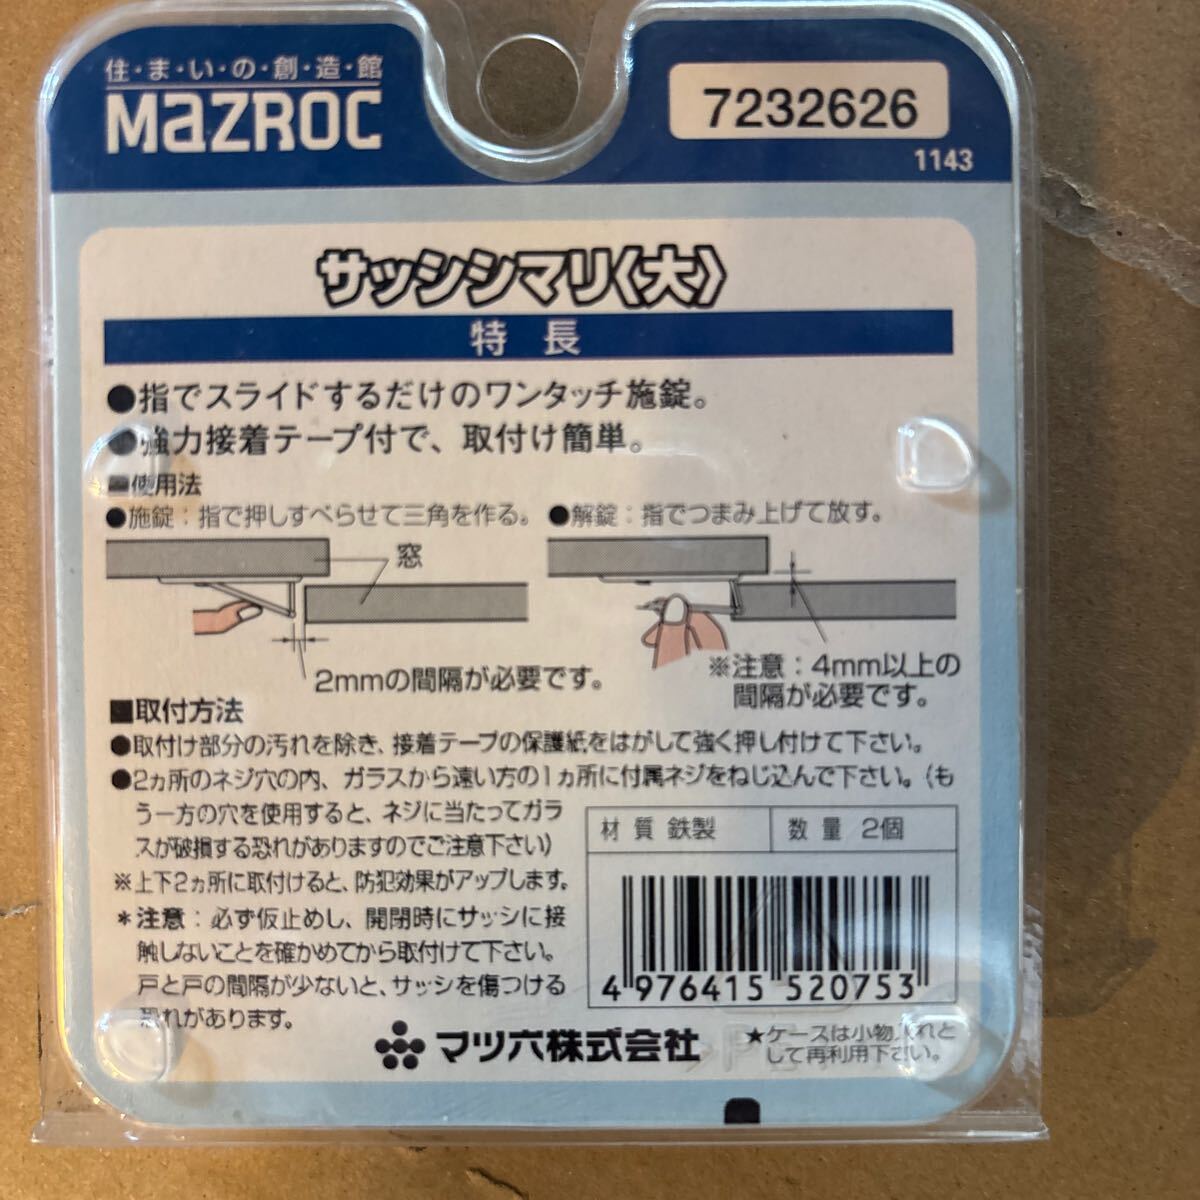 住・まい・の・創・造・館
MaZROC
7232626
1143
サッシシマリ〈大〉
特長
●指でスライドするだけのワンタッチ施錠。
●強力接着テープ付で、取付け簡単。
■使用法
●施錠：指で押しすべらせて三角を作る。
●解錠：指でつまみ上げて放す。
窓
2mmの間隔が必要です。
※注意：4mm以上の
間隔が必要です。
■取付方法
●取付け部分の汚れを除き、接着テープの保護紙をはがして強く押し付けて下さい。
●2ヵ所のネジ穴の内、ガラスから遠い方の1ヵ所に付属ネジをねじ込んで下さい。（も
う一方の穴を使用すると、ネジに当たってガラ
スが破損する恐れがありますのでご注意下さい）
※上下2ヵ所に取付けると、防犯効果がアップします。
＊注意：必ず仮止めし、開閉時にサッシに接
触しないことを確かめてから取付けて下さい。
戸と戸の間隔が少ないと、サッシを傷つける
恐れがあります。
材質 鉄製 数量 2個
4 976415 520753
マツ六株式会社
★ケースは小物入れと
して再利用下さい。